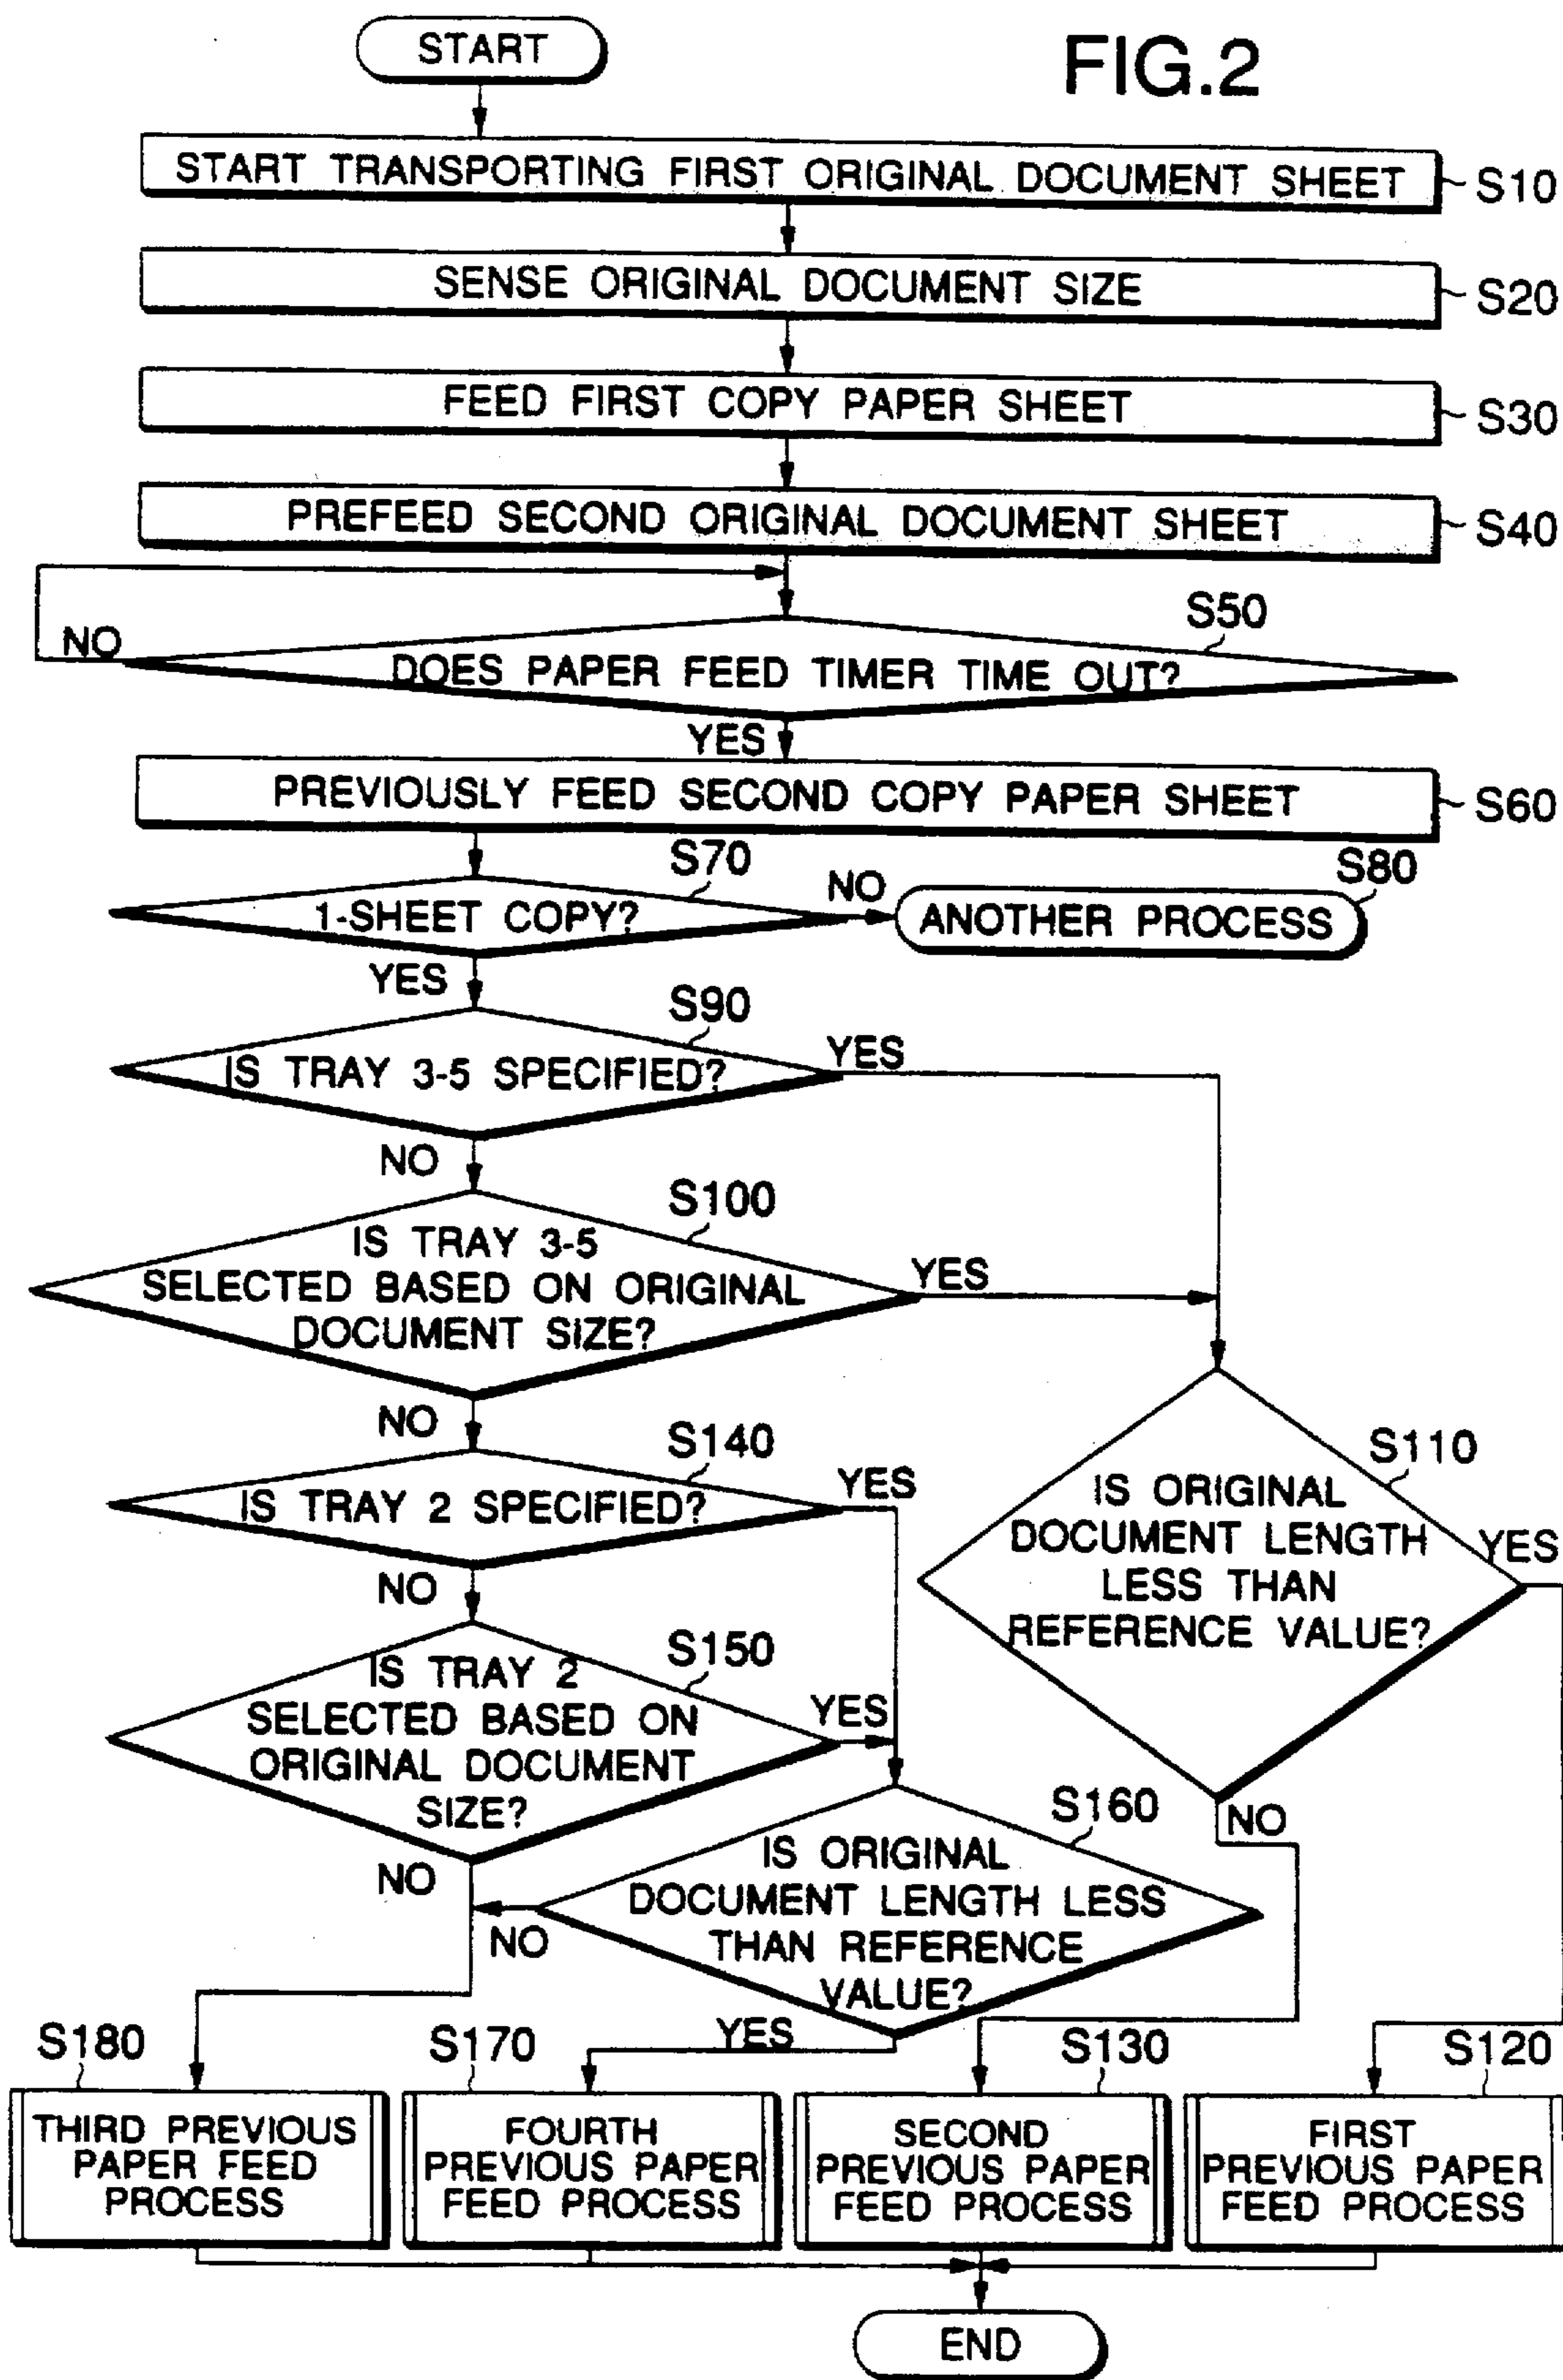 START
FIG.2
START TRANSPORTING FIRST ORIGINAL DOCUMENT SHEET
S10
SENSE ORIGINAL DOCUMENT SIZE
S20
FEED FIRST COPY PAPER SHEET
S30
PREFEED SECOND ORIGINAL DOCUMENT SHEET
S40
S50
NO
DOES PAPER FEED TIMER TIME OUT?
YES
PREVIOUSLY FEED SECOND COPY PAPER SHEET
S60
S70
1-SHEET COPY?
NO
S80
ANOTHER PROCESS
YES
S90
IS TRAY 3-5 SPECIFIED?
YES
NO
S100
IS TRAY 3-5
SELECTED BASED ON ORIGINAL
DOCUMENT SIZE?
YES
NO
S140
IS TRAY 2 SPECIFIED?
YES
NO
S110
IS ORIGINAL
DOCUMENT LENGTH
LESS THAN
REFERENCE VALUE?
YES
NO
S150
IS TRAY 2
SELECTED BASED ON
ORIGINAL DOCUMENT
SIZE?
YES
NO
S160
IS ORIGINAL
DOCUMENT LENGTH LESS
THAN REFERENCE
VALUE?
NO
YES
S180
THIRD PREVIOUS
PAPER FEED
PROCESS
S170
FOURTH
PREVIOUS PAPER
FEED PROCESS
S130
SECOND
PREVIOUS PAPER
FEED PROCESS
S120
FIRST
PREVIOUS PAPER
FEED PROCESS
END